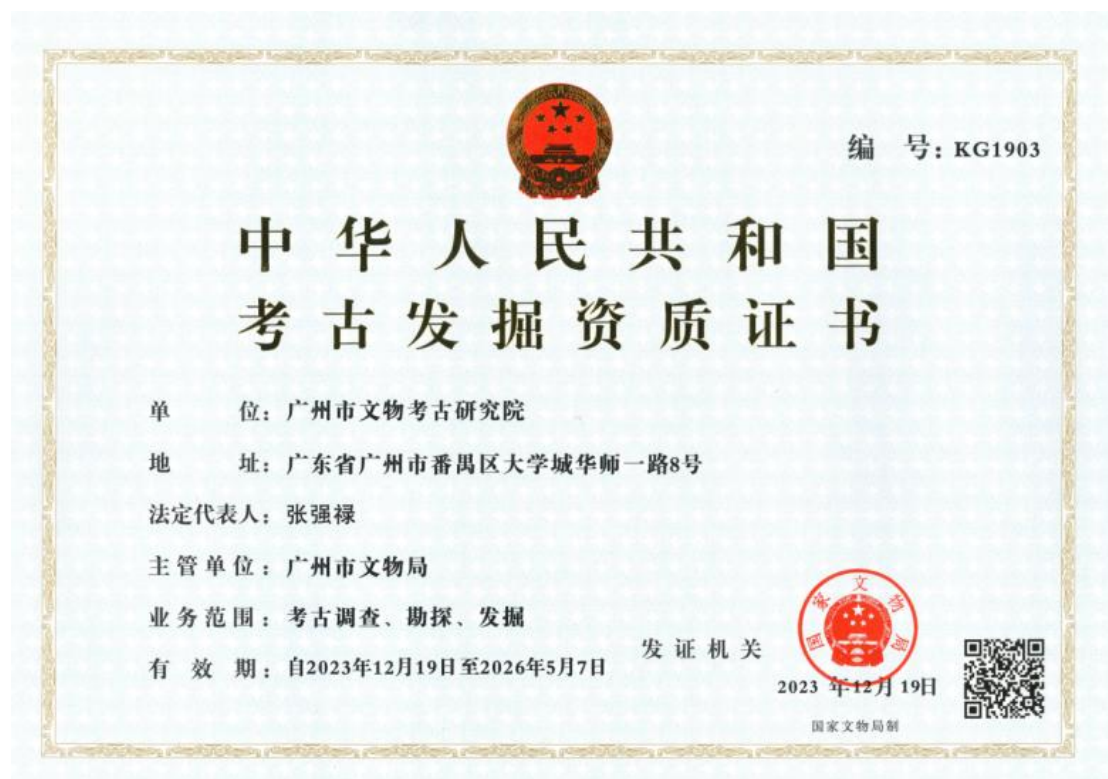 编 号：KG1903
中华人民共和国
考古发掘资质证书
单 位：广州市文物考古研究院
地 址：广东省广州市番禺区大学城华师一路8号
法定代表人：张强禄
主管单位：广州市文物局
业务范围：考古调查、勘探、发掘
有 效 期：自2023年12月19日至2026年5月7日
发证机关
国家文物局
2023 年12月 19日
国家文物局制